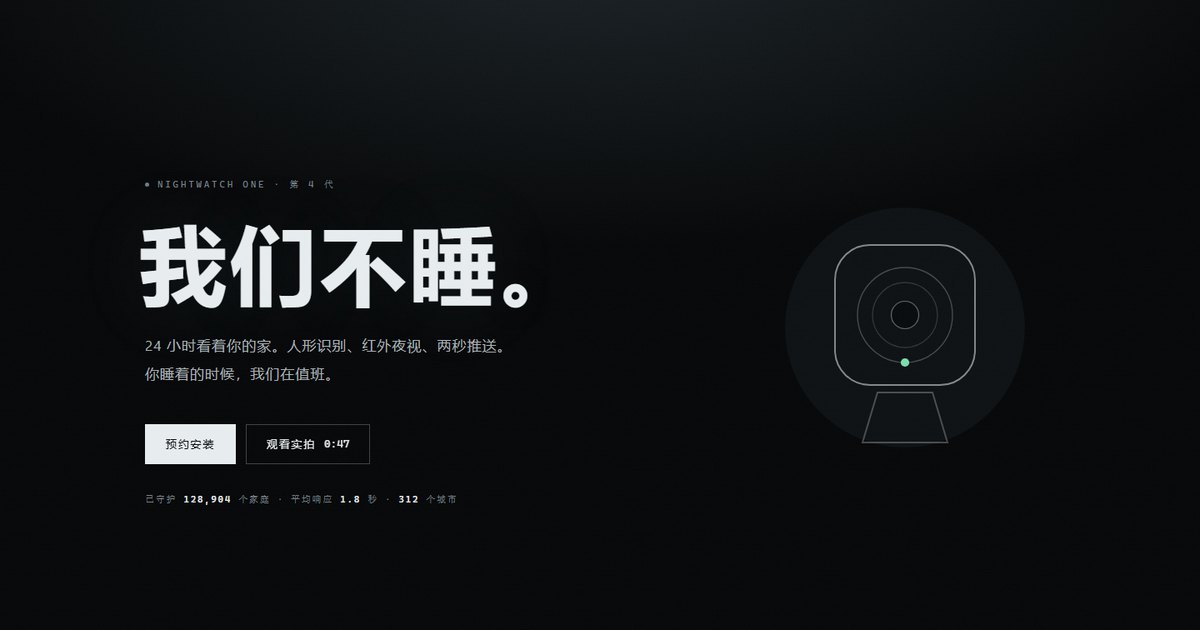 NIGHTWATCH ONE · 第 4 代
我们不睡。
24 小时看着你的家。人形识别、红外夜视、两秒推送。
你睡着的时候，我们在值班。
预约安装
观看实拍 0:47
已守护 128,904 个家庭 · 平均响应 1.8 秒 · 312 个城市